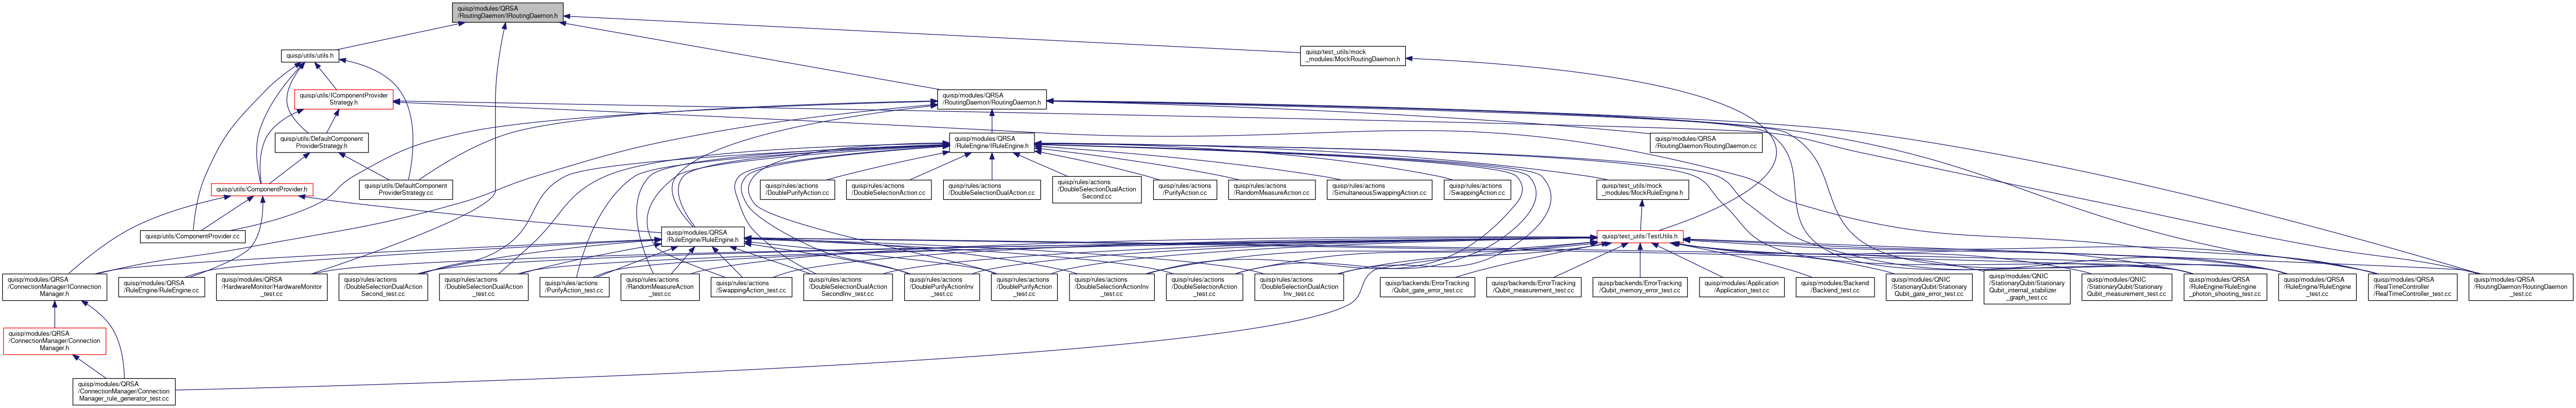 quisp/modules/QRSA
/RoutingDaemon/IRoutingDaemon.h
quisp/utils/utils.h
quisp/test_utils/mock
_modules/MockRoutingDaemon.h
quisp/utils/IComponentProvider
Strategy.h
quisp/modules/QRSA
/RoutingDaemon/RoutingDaemon.h
quisp/utils/DefaultComponent
ProviderStrategy.h
quisp/modules/QRSA
/RuleEngine/IRuleEngine.h
quisp/modules/QRSA
/RoutingDaemon/RoutingDaemon.cc
quisp/utils/ComponentProvider.h
quisp/utils/DefaultComponent
ProviderStrategy.cc
quisp/rules/actions
/DoublePurifyAction.cc
quisp/rules/actions
/DoubleSelectionAction.cc
quisp/rules/actions
/DoubleSelectionDualAction.cc
quisp/rules/actions
/DoubleSelectionDualAction
Second.cc
quisp/rules/actions
/PurifyAction.cc
quisp/rules/actions
/RandomMeasureAction.cc
quisp/rules/actions
/SimultaneousSwappingAction.cc
quisp/rules/actions
/SwappingAction.cc
quisp/test_utils/mock
_modules/MockRuleEngine.h
quisp/utils/ComponentProvider.cc
quisp/modules/QRSA
/RuleEngine/RuleEngine.h
quisp/test_utils/TestUtils.h
quisp/modules/QRSA
/ConnectionManager/IConnection
Manager.h
quisp/modules/QRSA
/RuleEngine/RuleEngine.cc
quisp/modules/QRSA
/HardwareMonitor/HardwareMonitor
_test.cc
quisp/rules/actions
/DoubleSelectionDualAction
Second_test.cc
quisp/rules/actions
/DoubleSelectionDualAction
_test.cc
quisp/rules/actions
/PurifyAction_test.cc
quisp/rules/actions
/RandomMeasureAction
_test.cc
quisp/rules/actions
/SwappingAction_test.cc
quisp/rules/actions
/DoubleSelectionDualAction
SecondInv_test.cc
quisp/rules/actions
/DoublePurifyActionInv
_test.cc
quisp/rules/actions
/DoublePurifyAction
_test.cc
quisp/rules/actions
/DoubleSelectionActionInv
_test.cc
quisp/rules/actions
/DoubleSelectionAction
_test.cc
quisp/rules/actions
/DoubleSelectionDualAction
Inv_test.cc
quisp/backends/ErrorTracking
/Qubit_gate_error_test.cc
quisp/backends/ErrorTracking
/Qubit_measurement_test.cc
quisp/backends/ErrorTracking
/Qubit_memory_error_test.cc
quisp/modules/Application
/Application_test.cc
quisp/modules/Backend
/Backend_test.cc
quisp/modules/QNIC
/StationaryQubit/Stationary
Qubit_gate_error_test.cc
quisp/modules/QNIC
/StationaryQubit/Stationary
Qubit_internal_stabilizer
_graph_test.cc
quisp/modules/QNIC
/StationaryQubit/Stationary
Qubit_measurement_test.cc
quisp/modules/QRSA
/RuleEngine/RuleEngine
_photon_shooting_test.cc
quisp/modules/QRSA
/RuleEngine/RuleEngine
_test.cc
quisp/modules/QRSA
/RealTimeController
/RealTimeController_test.cc
quisp/modules/QRSA
/RoutingDaemon/RoutingDaemon
_test.cc
quisp/modules/QRSA
/ConnectionManager/Connection
Manager.h
quisp/modules/QRSA
/ConnectionManager/Connection
Manager_rule_generator_test.cc